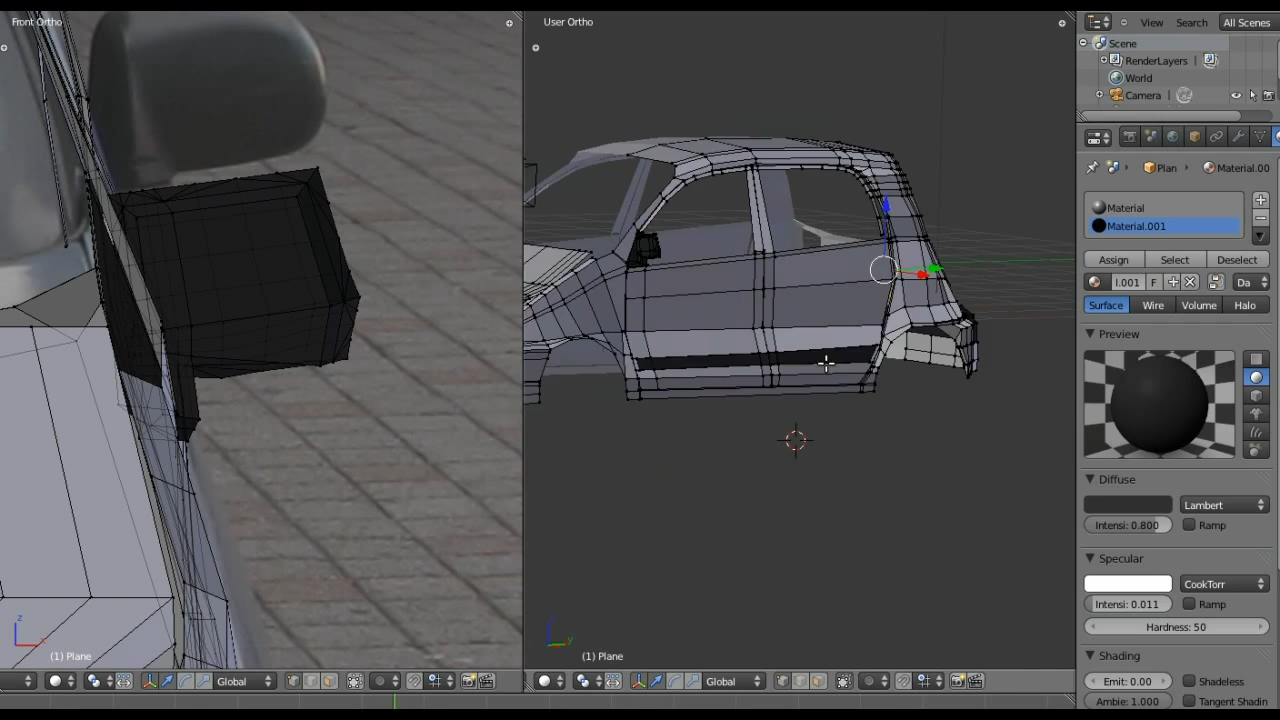 Front Ortho
User Ortho
View Search All Scenes
Scene
RenderLayers |
World
Camera |
Plan Material.00
Material
Material.001
Assign Select Deselect
.001 F Da
Surface Wire Volume Halo
Preview
Diffuse
Lambert
Intensi: 0.800 Ramp
Specular
CookTorr
Intensi: 0.011 Ramp
Hardness: 50
Shading
Emit: 0.00 Shadeless
Ambie: 1.000 Tangent Shadin
z
(1) Plane
y
(1) Plane
Global
Global